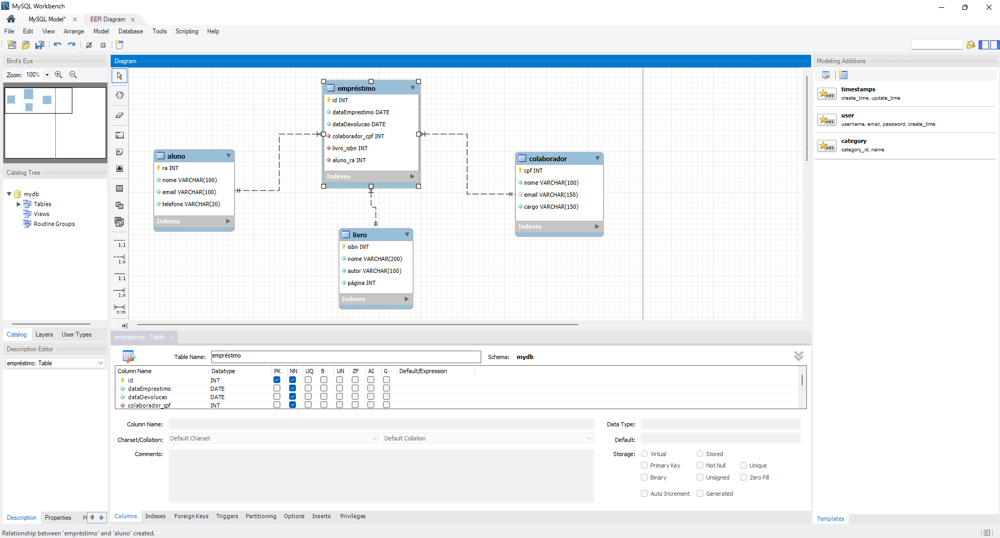 MySQL Workbench
MySQL Model*
EER Diagram
File Edit View Arrange Model Database Tools Scripting Help
Bird's Eye
Zoom: 100%
Catalog Tree
mydb
Tables
Views
Routine Groups
Catalog Layers User Types
Description Editor
empréstimo: Table
Description Properties H
Diagram
1:1
1:n
1:1
1:n
n:m
empréstimo
id INT
dataEmprestimo DATE
dataDevolucao DATE
colaborador_cpf INT
livro_isbn INT
aluno_ra INT
Indexes
aluno
ra INT
nome VARCHAR(100)
email VARCHAR(100)
telefone VARCHAR(20)
Indexes
colaborador
cpf INT
nome VARCHAR(100)
email VARCHAR(150)
cargo VARCHAR(150)
Indexes
livro
isbn INT
nome VARCHAR(200)
autor VARCHAR(100)
página INT
Indexes
empréstimo - Table
Table Name: empréstimo Schema: mydb
Column Name Datatype PK NN UQ B UN ZF AI G Default/Expression
id INT
dataEmprestimo DATE
dataDevolucao DATE
colaborador_cpf INT
Column Name: Data Type:
Charset/Collation: Default Charset Default Collation Default:
Comments: Storage: Virtual Stored
Primary Key Not Null Unique
Binary Unsigned Zero Fill
Auto Increment Generated
Columns Indexes Foreign Keys Triggers Partitioning Options Inserts Privileges
Modeling Additions
MWB
timestamps
create_time, update_time
MWB
user
username, email, password, create_time
MWB
category
category_id, name
Templates
Relationship between 'empréstimo' and 'aluno' created.